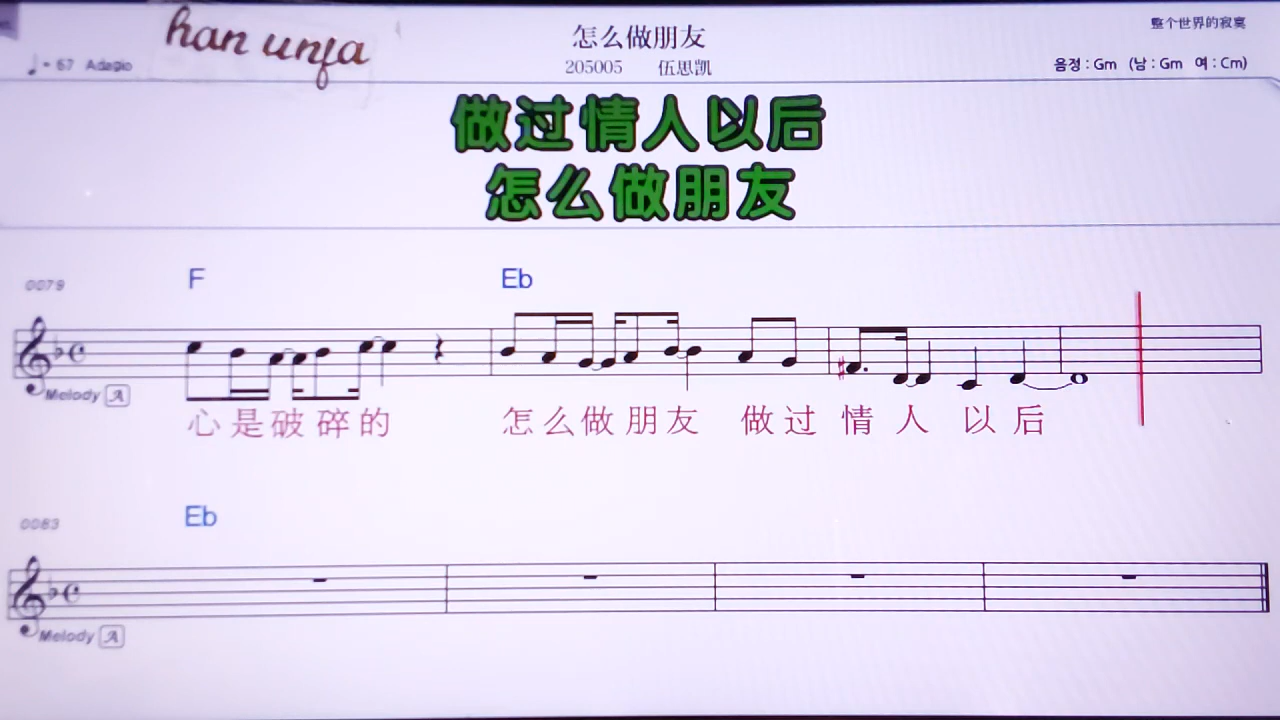 han unfa
怎么做朋友
整个世界的寂寞
♩= 67 Adagio
205005 伍思凯
음정 : Gm (남 : Gm 여 : Cm)
做过情人以后
怎么做朋友
0079
F Eb
Melody A
心是破碎的 怎么做朋友 做过情人以后
0083
Eb
Melody A